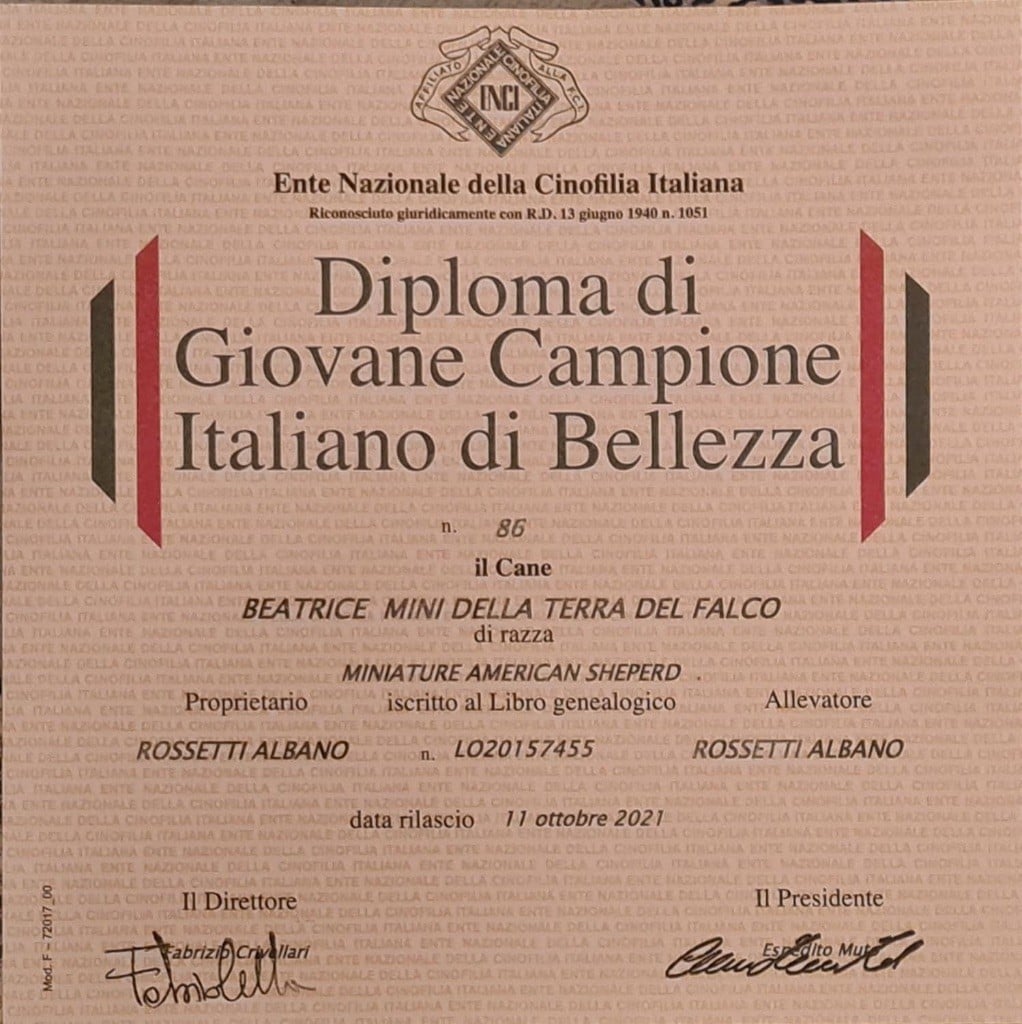 AFFILIATO ALLA F.C.I.
ENTE NAZIONALE CINOFILIA ITALIANA
ENCI
Ente Nazionale della Cinofilia Italiana
Riconosciuto giuridicamente con R.D. 13 giugno 1940 n. 1051
Diploma di
Giovane Campione
Italiano di Bellezza
n. 86
il Cane
BEATRICE MINI DELLA TERRA DEL FALCO
di razza
MINIATURE AMERICAN SHEPERD .
Proprietario iscritto al Libro genealogico Allevatore
ROSSETTI ALBANO n. LO20157455 ROSSETTI ALBANO
data rilascio 11 ottobre 2021
Il Direttore Il Presidente
Fabrizio Crivellari Espedito Muto
Mod. F – 72017_00